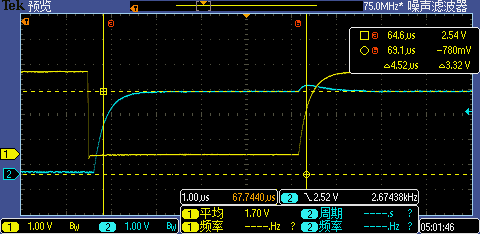 Tek 预览
75.0MHz* 噪声滤波器
64.6µs 2.54 V
69.1µs −780mV
△4.52µs △3.32 V
1
2
1.00µs 67.7440µs
2 2.52 V 2.67438kHz
1 平均 1.70 V 2 周期 ----.s ?
1 频率 ----.Hz ? 2 频率 ----.Hz ?
1 1.00 V BW 2 1.00 V BW
05:01:46